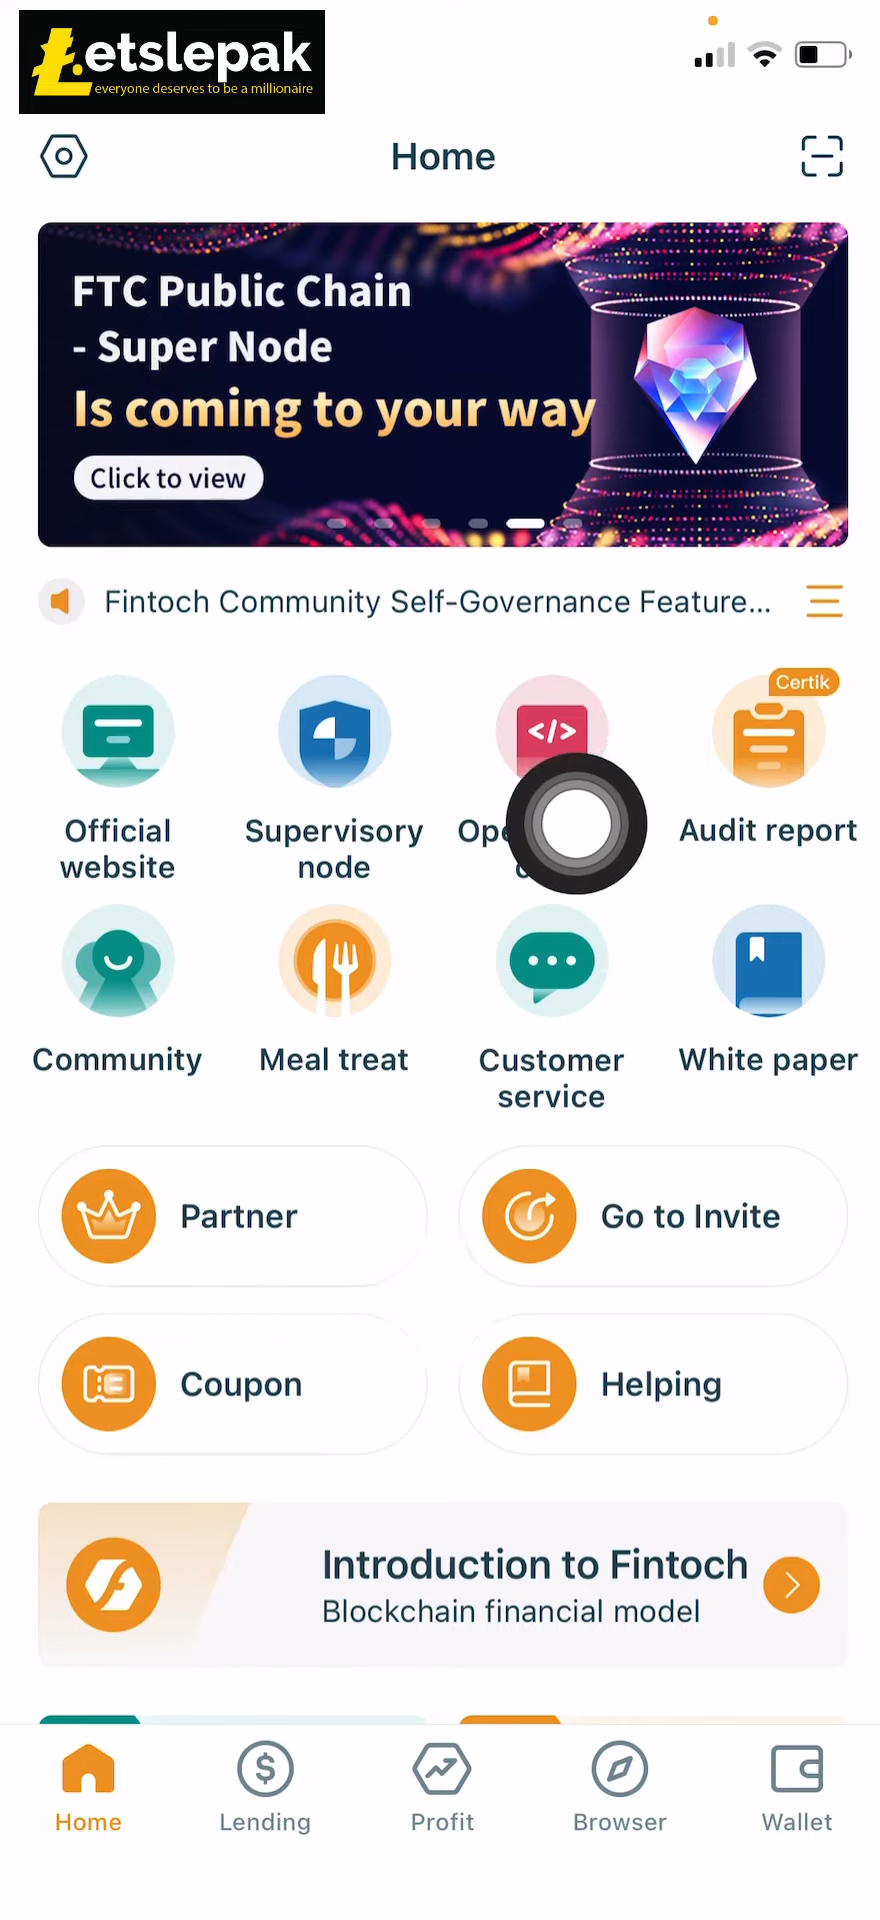 Letslepak
everyone deserves to be a millionaire
Home
FTC Public Chain
- Super Node
Is coming to your way
Click to view
Fintoch Community Self-Governance Feature...
Certik
</>
Official
website
Supervisory
node
Audit report
Community
Meal treat
Customer
service
White paper
Partner
Go to Invite
Coupon
Helping
Introduction to Fintoch
Blockchain financial model
Home
Lending
Profit
Browser
Wallet